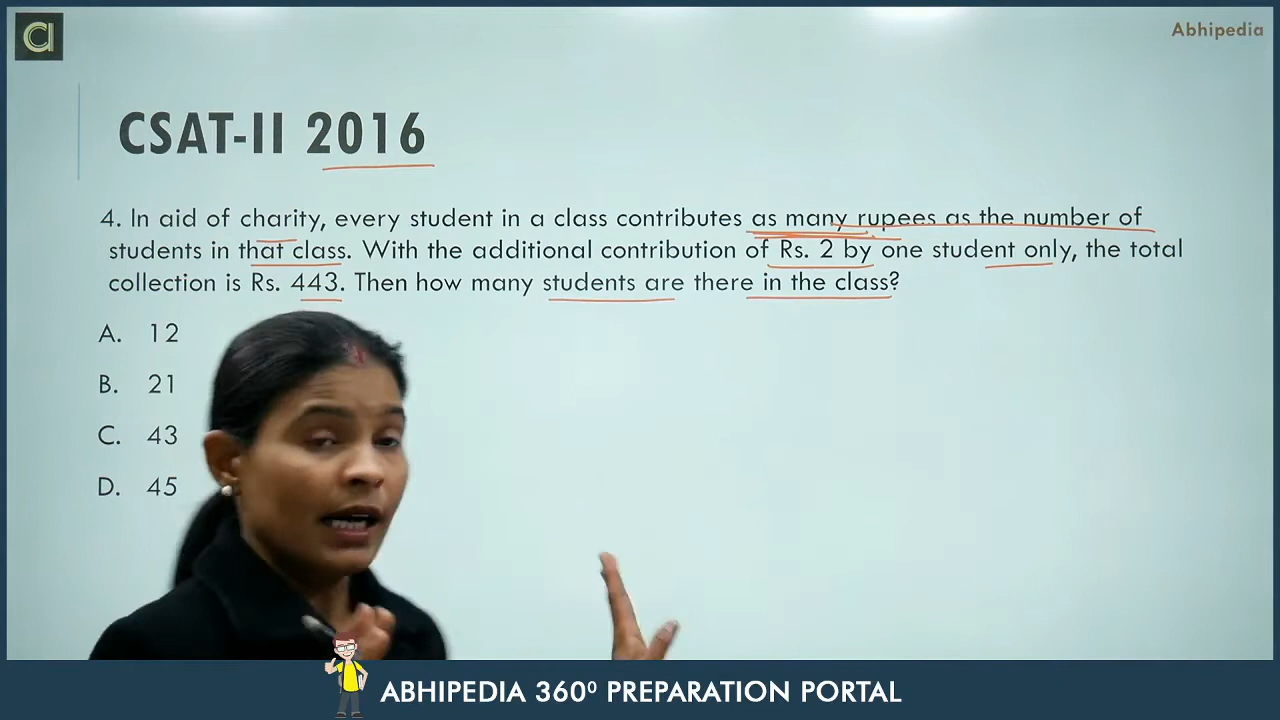 Abhipedia
CSAT-II 2016
4. In aid of charity, every student in a class contributes as many rupees as the number of
students in that class. With the additional contribution of Rs. 2 by one student only, the total
collection is Rs. 443. Then how many students are there in the class?
A. 12
B. 21
C. 43
D. 45
ABHIPEDIA 360⁰ PREPARATION PORTAL